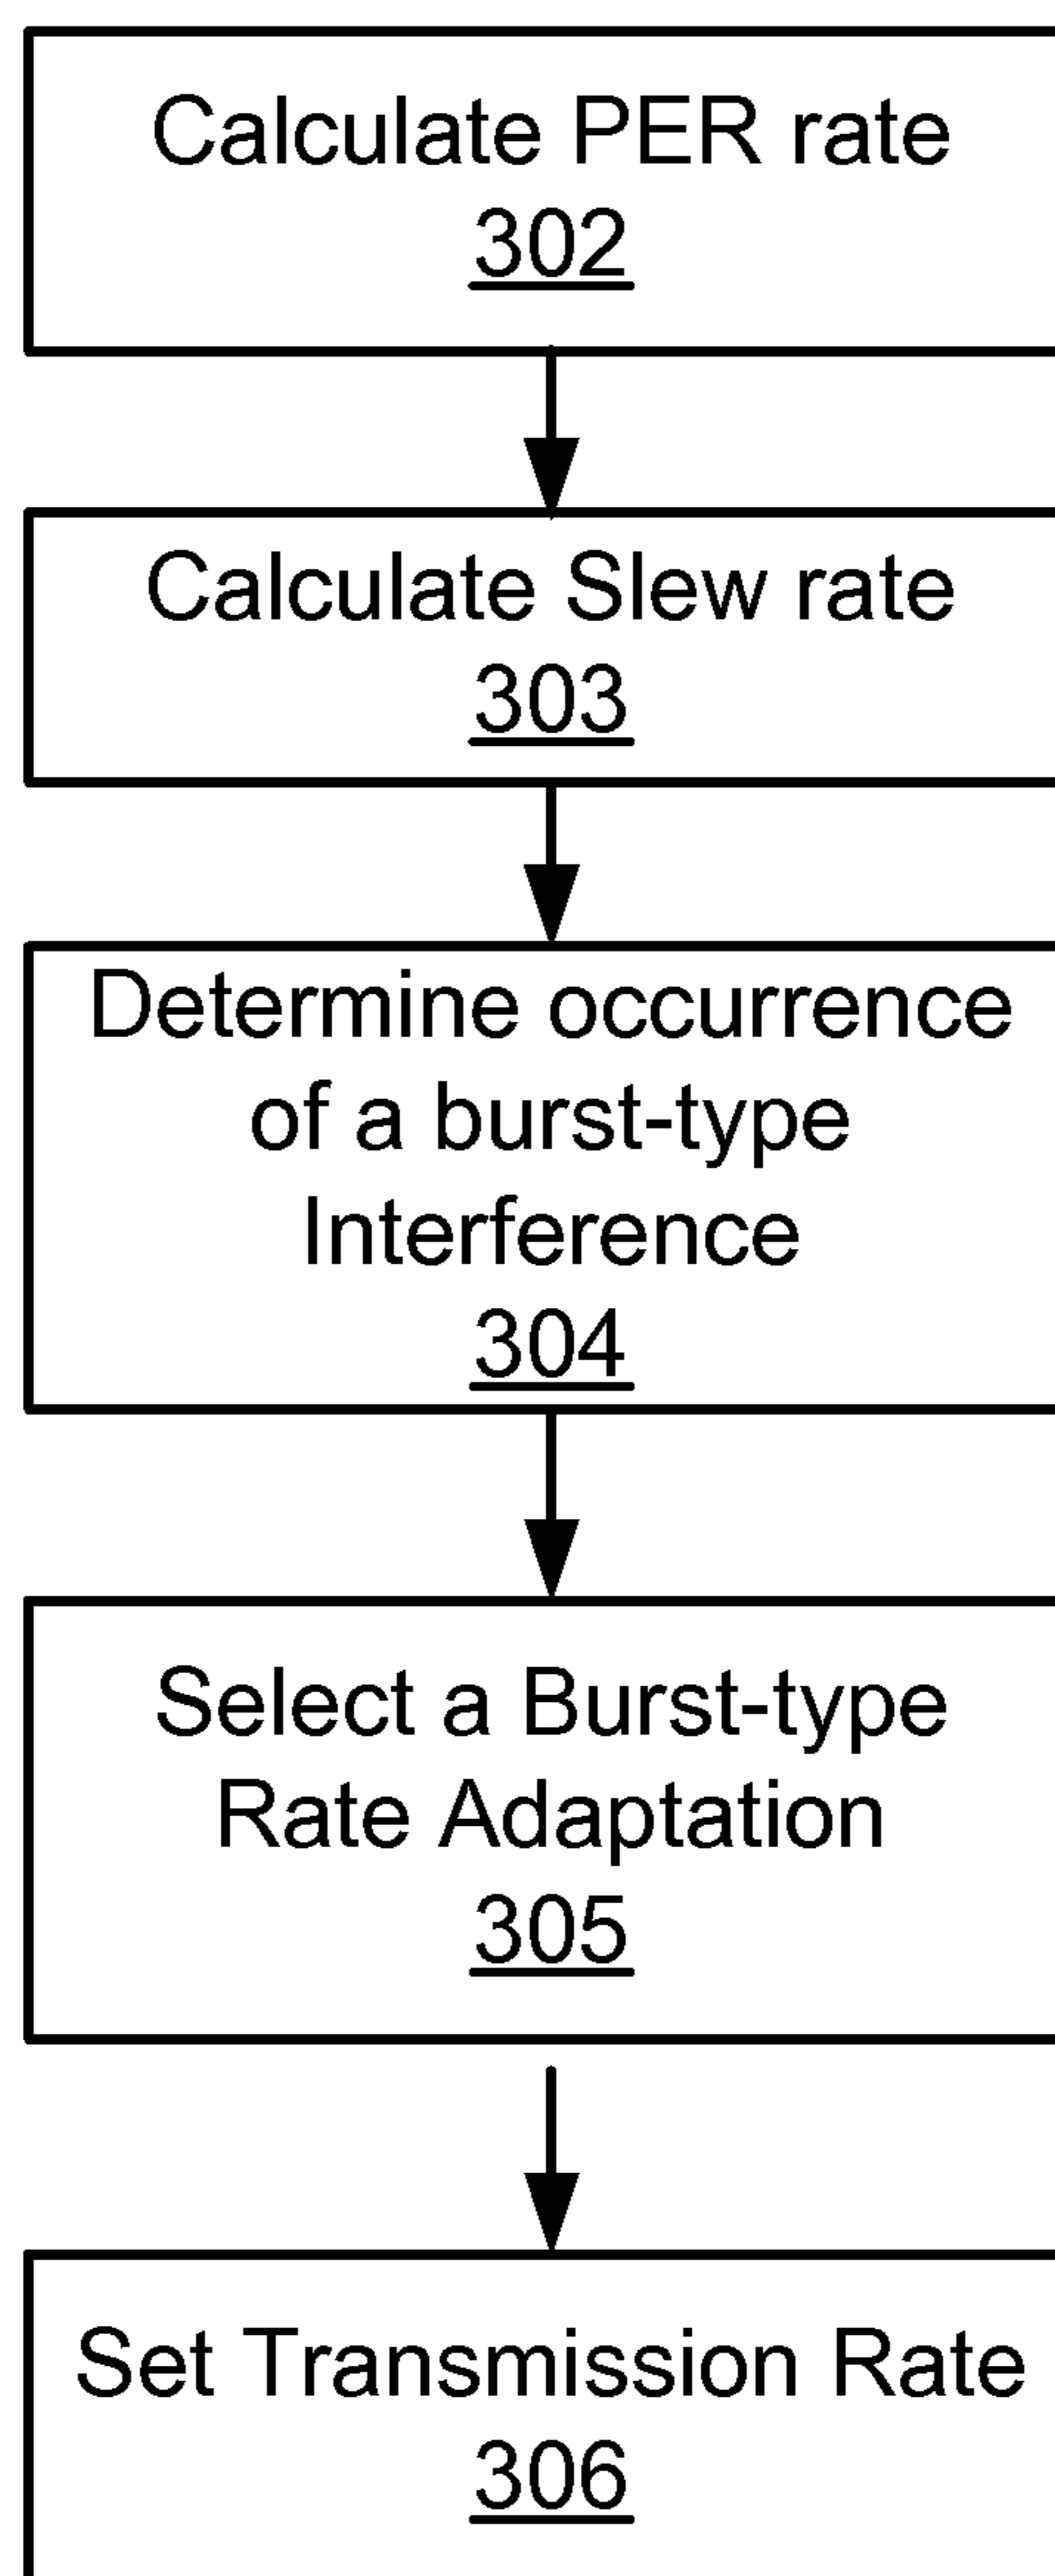 Calculate PER rate
302
Calculate Slew rate
303
Determine occurrence
of a burst-type
Interference
304
Select a Burst-type
Rate Adaptation
305
Set Transmission Rate
306